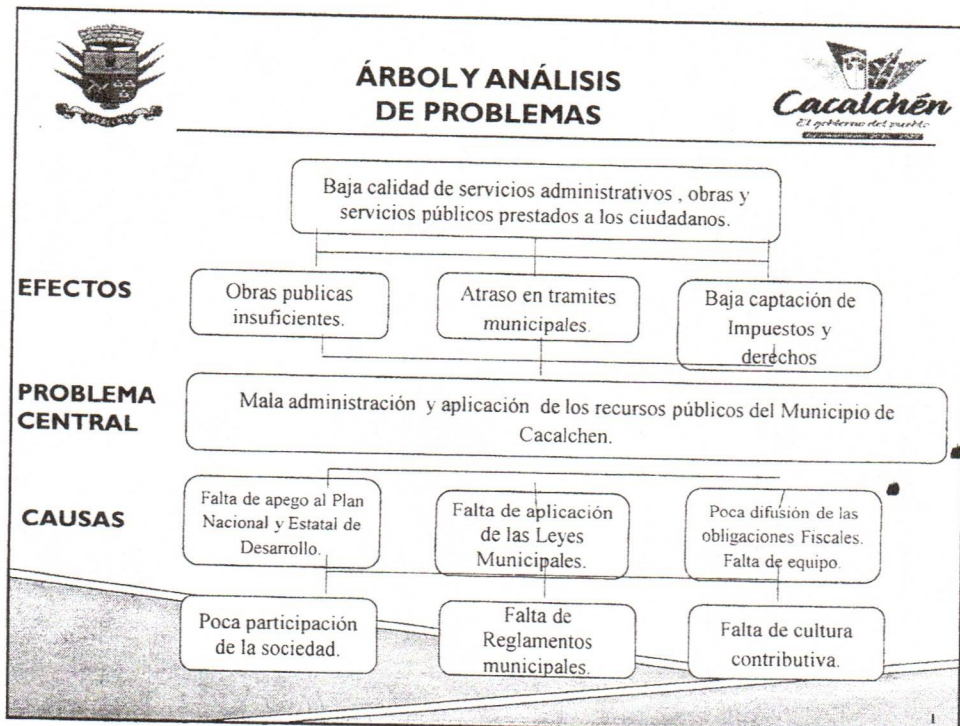 ÁRBOL Y ANÁLISIS
DE PROBLEMAS
Cacalchén
El gobierno del pueblo
Baja calidad de servicios administrativos , obras y
servicios públicos prestados a los ciudadanos.
EFECTOS
Obras publicas
insuficientes.
Atraso en tramites
municipales.
Baja captación de
Impuestos y
derechos
PROBLEMA
CENTRAL
Mala administración y aplicación de los recursos públicos del Municipio de
Cacalchen.
CAUSAS
Falta de apego al Plan
Nacional y Estatal de
Desarrollo.
Falta de aplicación
de las Leyes
Municipales.
Poca difusión de las
obligaciones Fiscales.
Falta de equipo.
Poca participación
de la sociedad.
Falta de
Reglamentos
municipales.
Falta de cultura
contributiva.